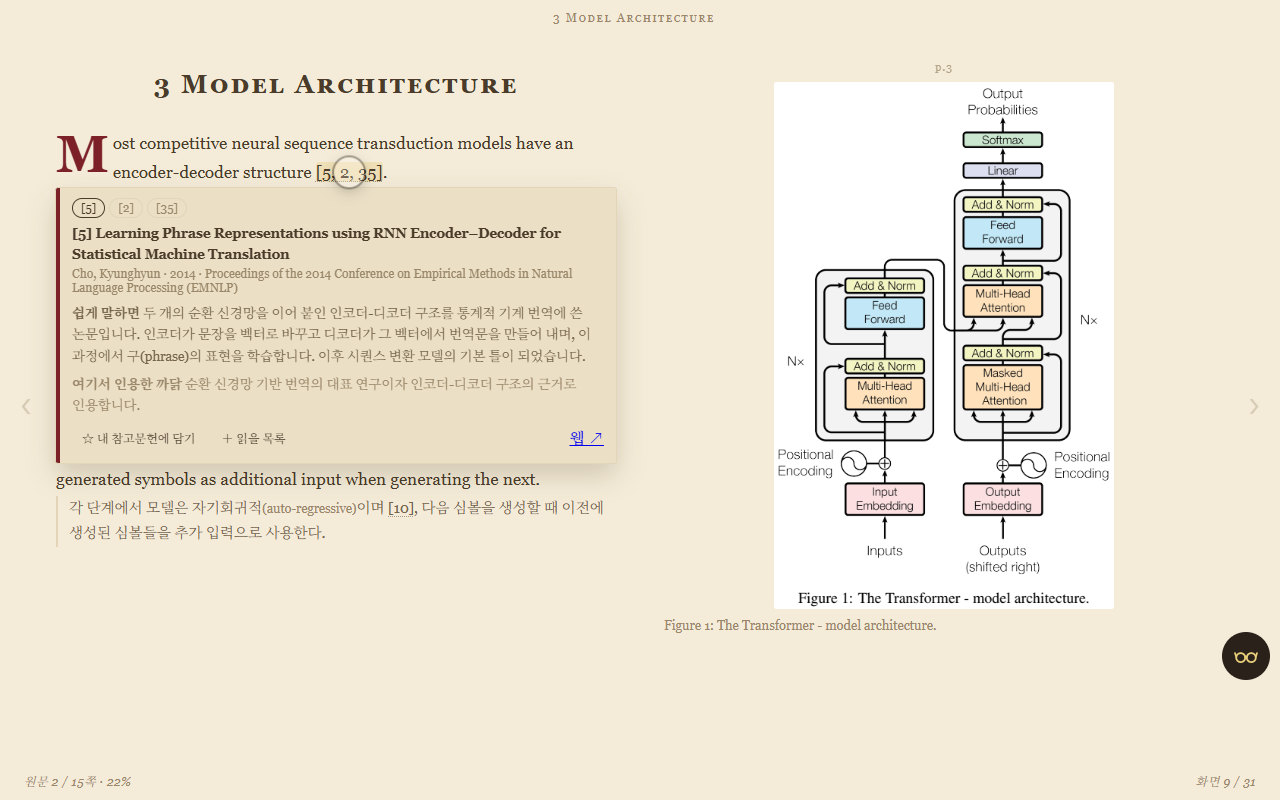 3 Model Architecture
3 Model Architecture
Most competitive neural sequence transduction models have an
encoder-decoder structure [5, 2, 35].
[5] [2] [35]
[5] Learning Phrase Representations using RNN Encoder–Decoder for
Statistical Machine Translation
Cho, Kyunghyun · 2014 · Proceedings of the 2014 Conference on Empirical Methods in Natural
Language Processing (EMNLP)
쉽게 말하면 두 개의 순환 신경망을 이어 붙인 인코더-디코더 구조를 통계적 기계 번역에 쓴
논문입니다. 인코더가 문장을 벡터로 바꾸고 디코더가 그 벡터에서 번역문을 만들어 내며, 이
과정에서 구(phrase)의 표현을 학습합니다. 이후 시퀀스 변환 모델의 기본 틀이 되었습니다.
여기서 인용한 까닭 순환 신경망 기반 번역의 대표 연구이자 인코더-디코더 구조의 근거로
인용합니다.
☆ 내 참고문헌에 담기 + 읽을 목록 웹 ↗
generated symbols as additional input when generating the next.
각 단계에서 모델은 자기회귀적(auto-regressive)이며 [10], 다음 심볼을 생성할 때 이전에
생성된 심볼들을 추가 입력으로 사용한다.
p.3
Output
Probabilities
Softmax
Linear
Add & Norm
Feed
Forward
Add & Norm
Multi-Head
Attention
Add & Norm
Masked
Multi-Head
Attention
N×
Add & Norm
Feed
Forward
Add & Norm
Multi-Head
Attention
N×
Positional
Encoding
Positional
Encoding
Input
Embedding
Output
Embedding
Inputs
Outputs
(shifted right)
Figure 1: The Transformer - model architecture.
Figure 1: The Transformer - model architecture.
원문 2 / 15쪽 · 22%
화면 9 / 31